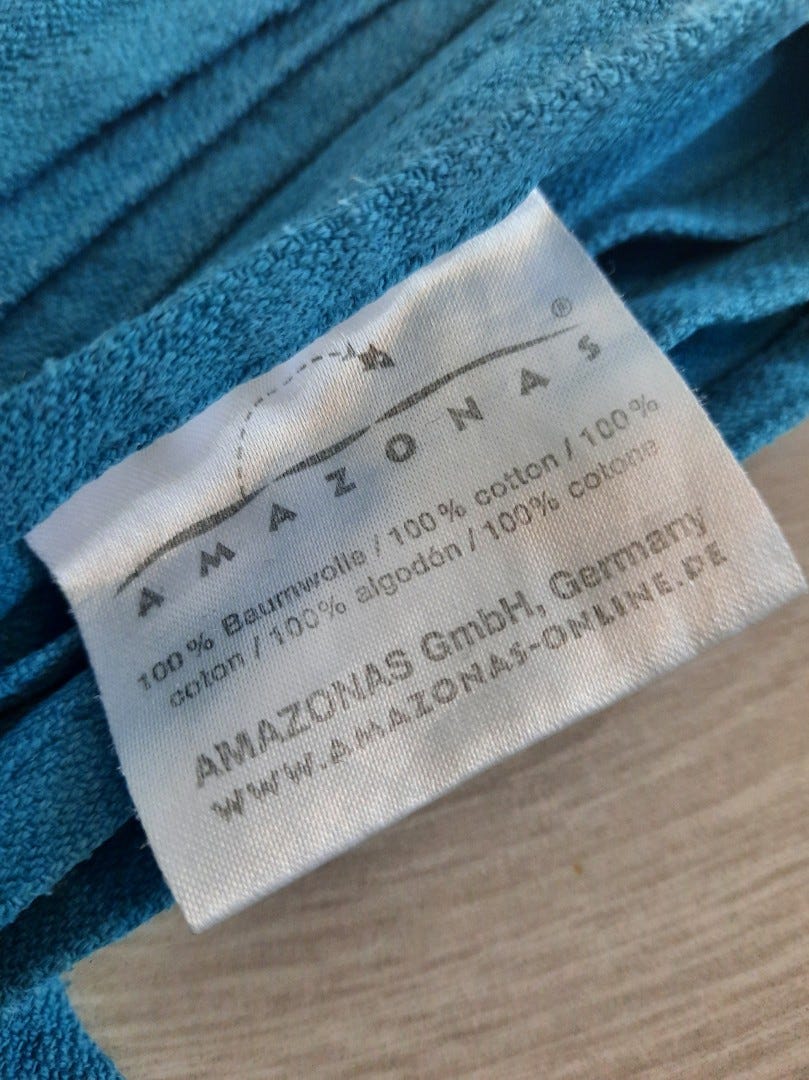 ®
AMAZONAS
100% Baumwolle / 100% cotton / 100%
coton / 100% algodón / 100% cotone
AMAZONAS GmbH, Germany
WWW.AMAZONAS-ONLINE.DE